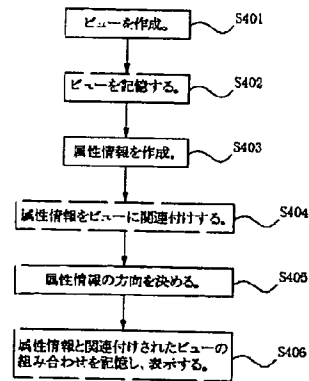 ビューを作成。 S401
ビューを記憶する。 S402
属性情報を作成。 S403
属性情報をビューに関連付けする。 S404
属性情報の方向を決める。 S405
属性情報と関連付けされたビューの
組み合わせを記憶し、表示する。 S406